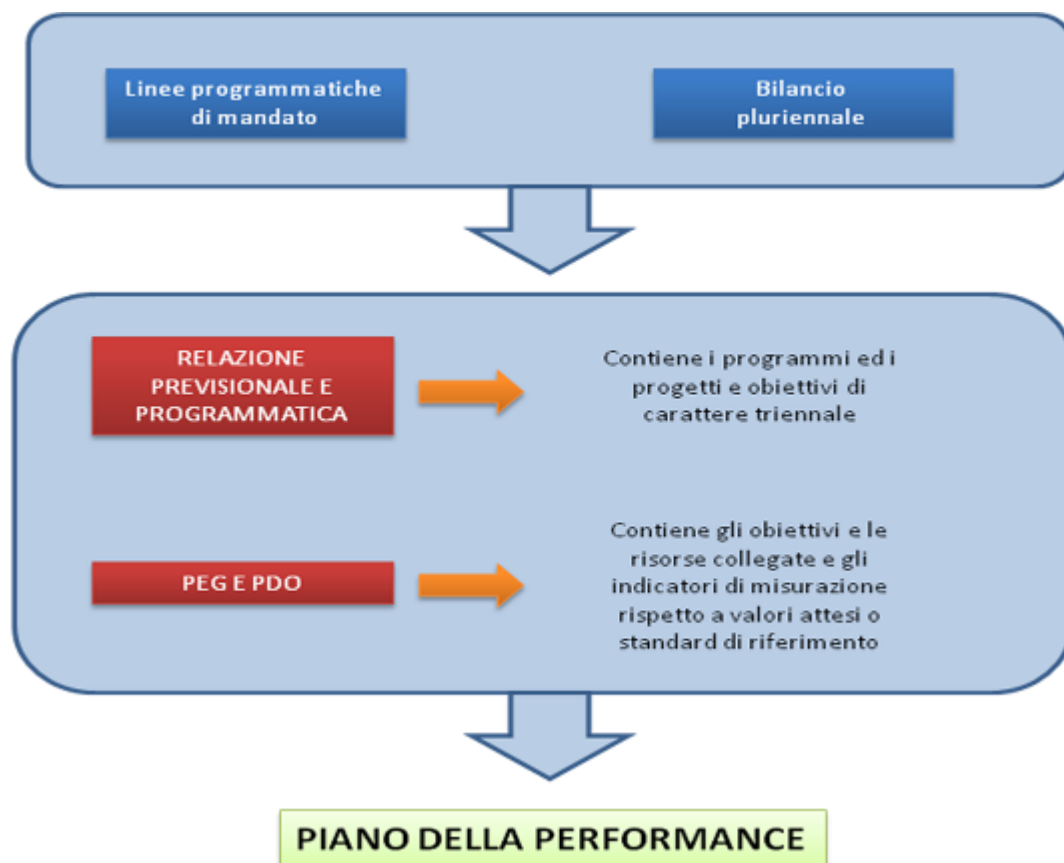 Linee programmatiche
di mandato
Bilancio
pluriennale
RELAZIONE
PREVISIONALE E
PROGRAMMATICA
Contiene i programmi ed i
progetti e obiettivi di
carattere triennale
PEG E PDO
Contiene gli obiettivi e le
risorse collegate e gli
indicatori di misurazione
rispetto a valori attesi o
standard di riferimento
PIANO DELLA PERFORMANCE